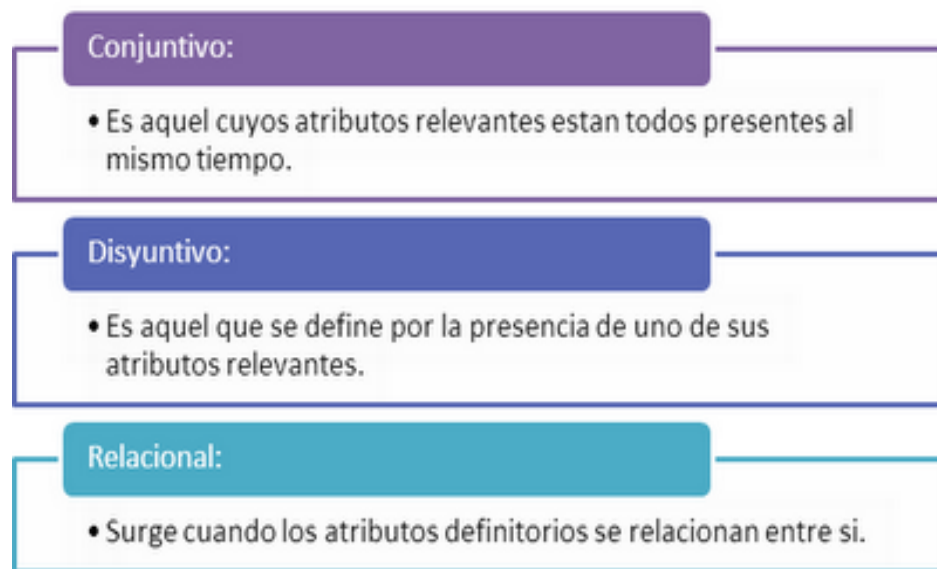 Conjuntivo:
• Es aquel cuyos atributos relevantes estan todos presentes al
mismo tiempo.
Disyuntivo:
• Es aquel que se define por la presencia de uno de sus
atributos relevantes.
Relacional:
• Surge cuando los atributos definitorios se relacionan entre si.